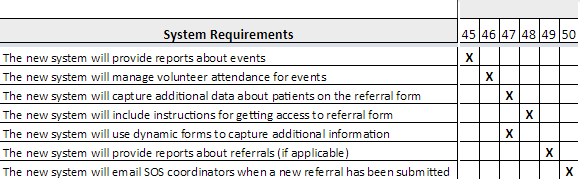 System Requirements 45 46 47 48 49 50
The new system will provide reports about events X
The new system will manage volunteer attendance for events X
The new system will capture additional data about patients on the referral form X
The new system will include instructions for getting access to referral form X
The new system will use dynamic forms to capture additional information X
The new system will provide reports about referrals (if applicable) X
The new system will email SOS coordinators when a new referral has been submitted X